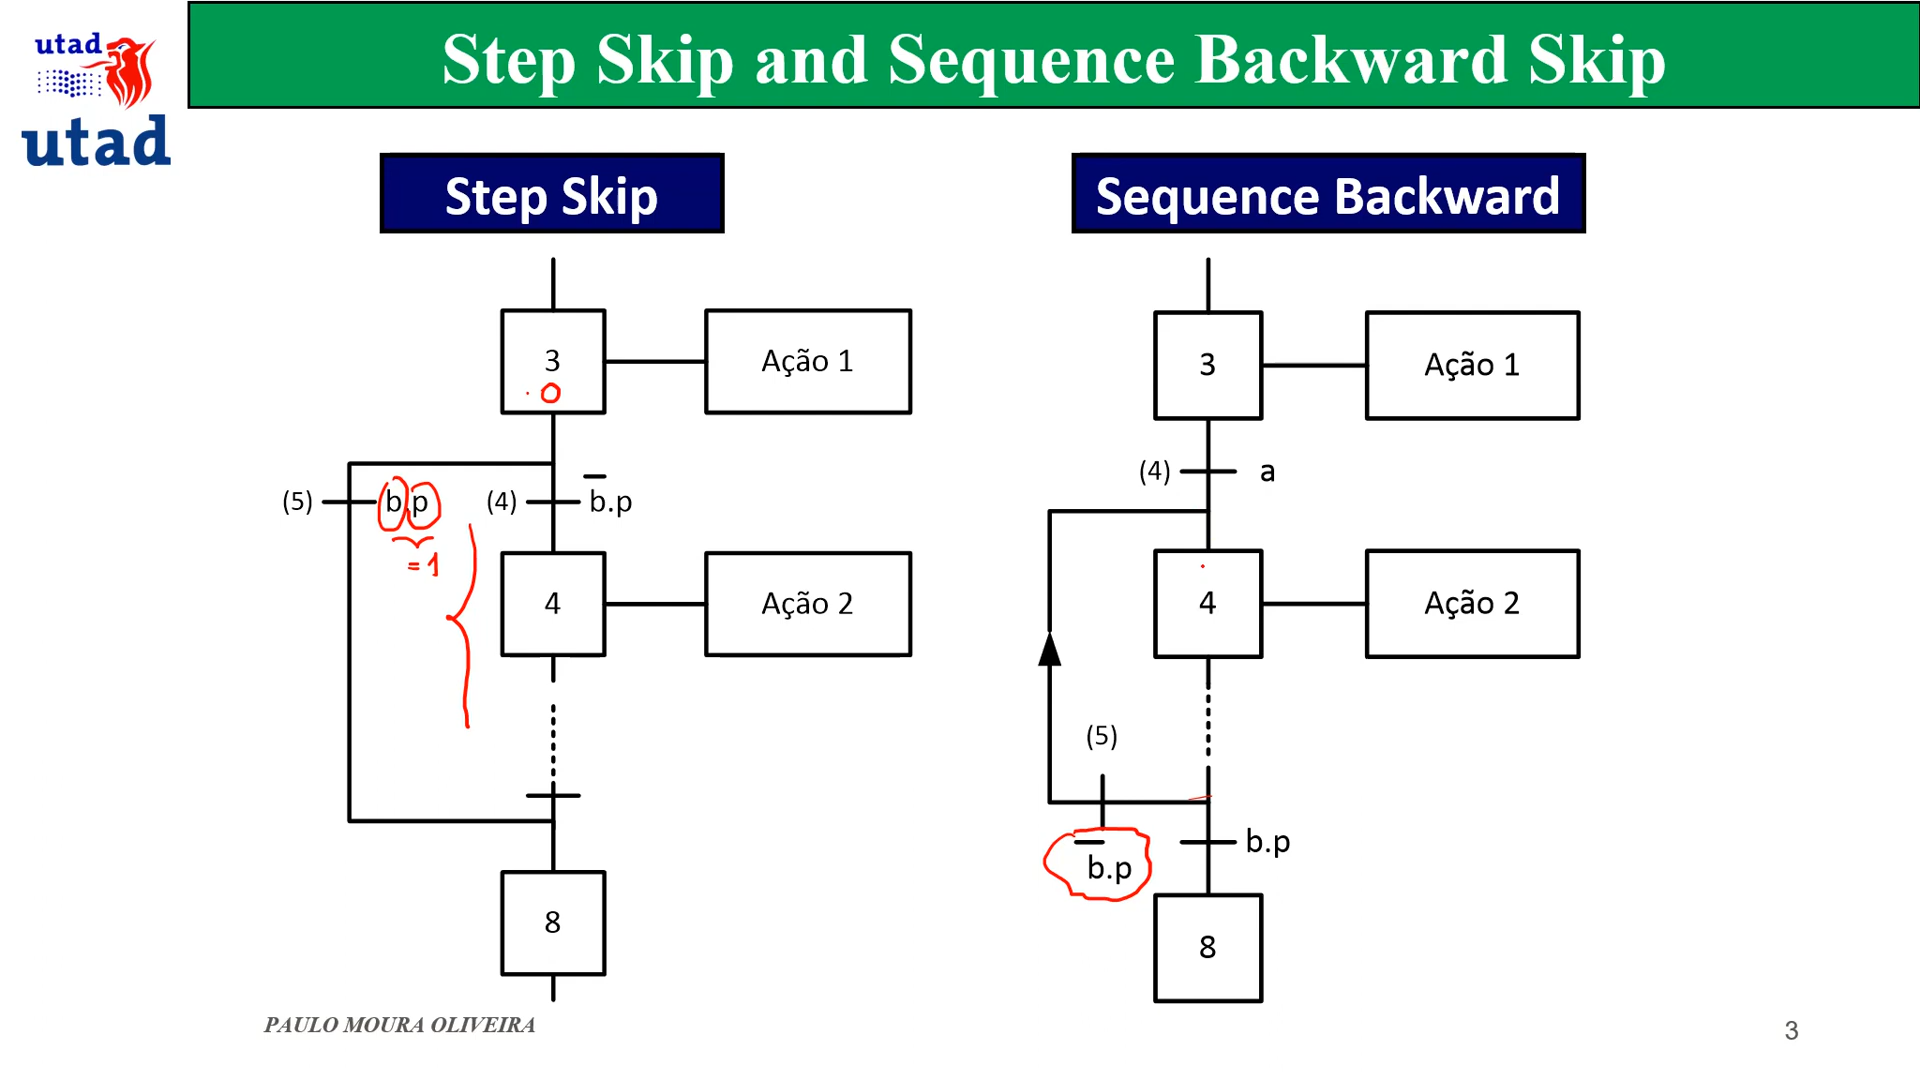 utad
utad
Step Skip and Sequence Backward Skip
Step Skip
Sequence Backward
3
Ação 1
(5)
b.p
(4)
b̅.p
= 1
4
Ação 2
8
3
Ação 1
(4)
a
4
Ação 2
(5)
b̅.p
b.p
8
PAULO MOURA OLIVEIRA
3